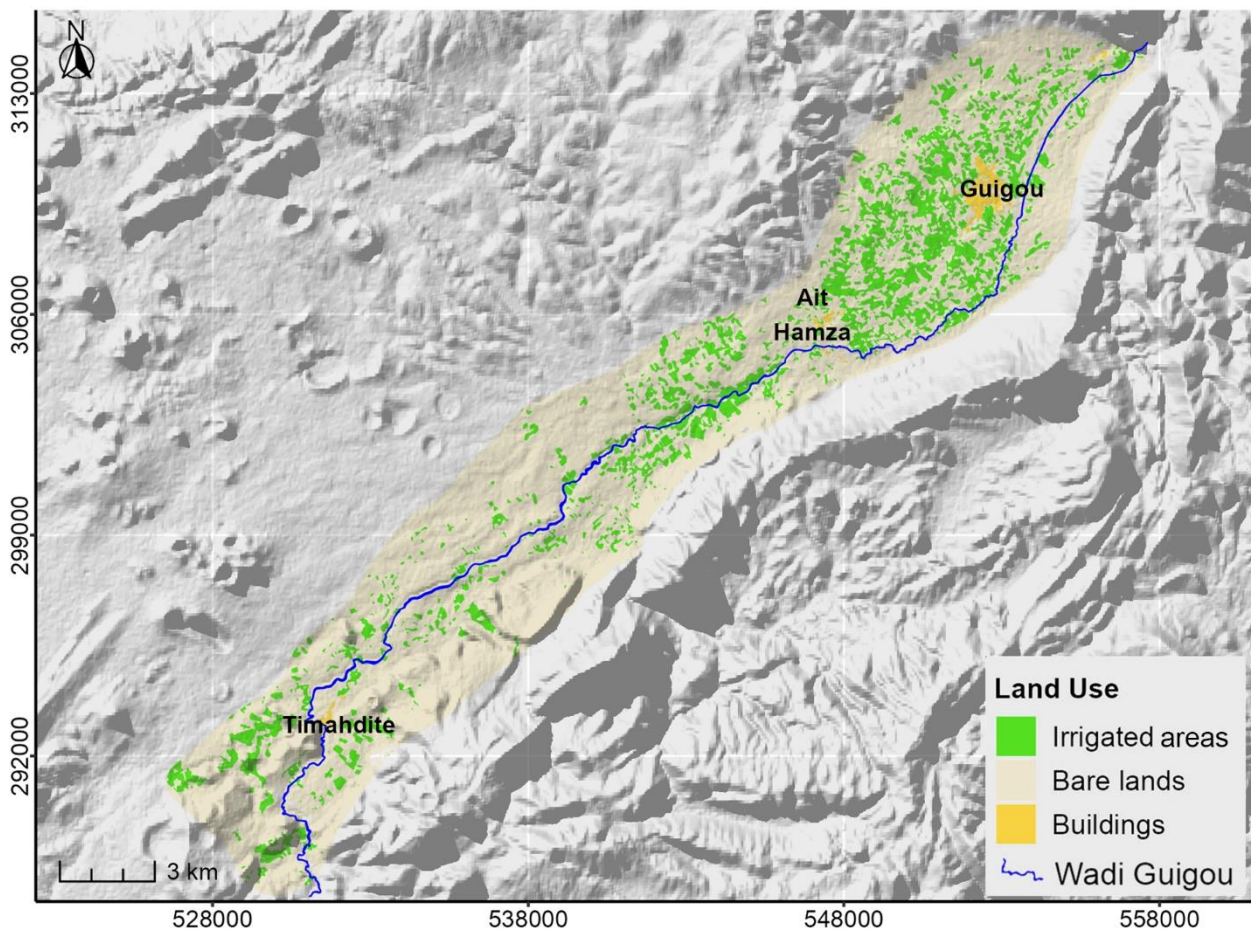 N
313000
306000
299000
292000
Guigou
Ait
Hamza
Timahdite
Land Use
Irrigated areas
Bare lands
Buildings
Wadi Guigou
3 km
528000
538000
548000
558000